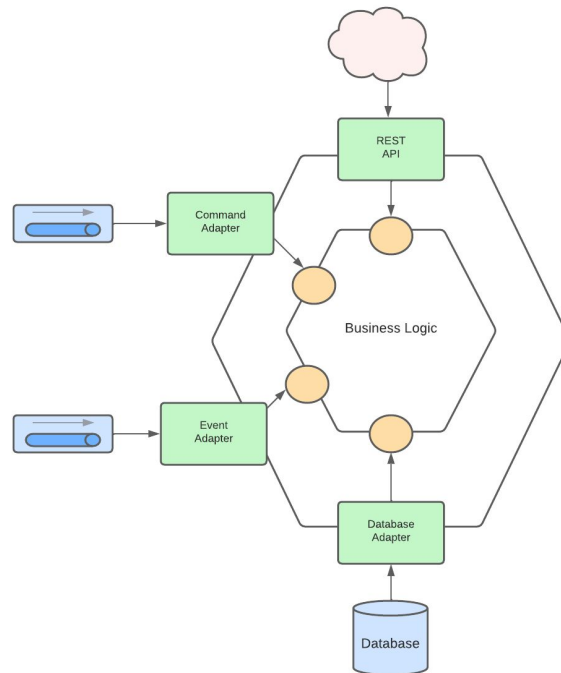 REST
API
Command
Adapter
Business Logic
Event
Adapter
Database
Adapter
Database